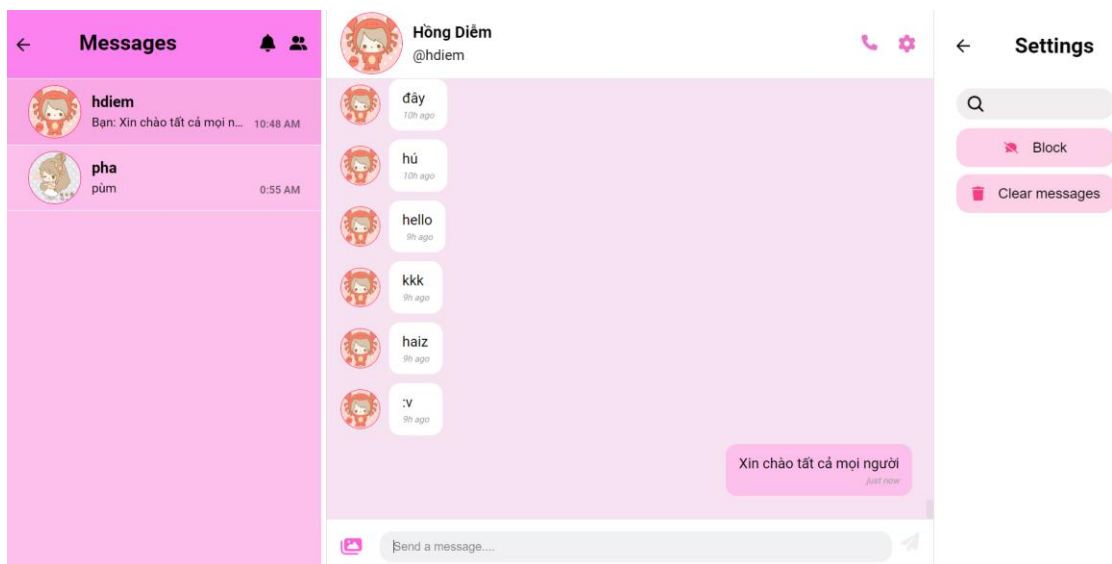 Messages
hdiem
Bạn: Xin chào tất cả mọi n... 10:48 AM
pha
pùm 0:55 AM
Hồng Diễm
@hdiem
đây
10h ago
hú
10h ago
hello
9h ago
kkk
9h ago
haiz
9h ago
:v
9h ago
Xin chào tất cả mọi người
just now
Send a message....
Settings
Block
Clear messages